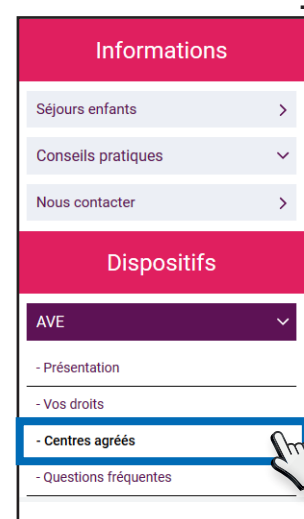 Informations
Séjours enfants
Conseils pratiques
Nous contacter
Dispositifs
AVE
- Présentation
- Vos droits
- Centres agréés
- Questions fréquentes